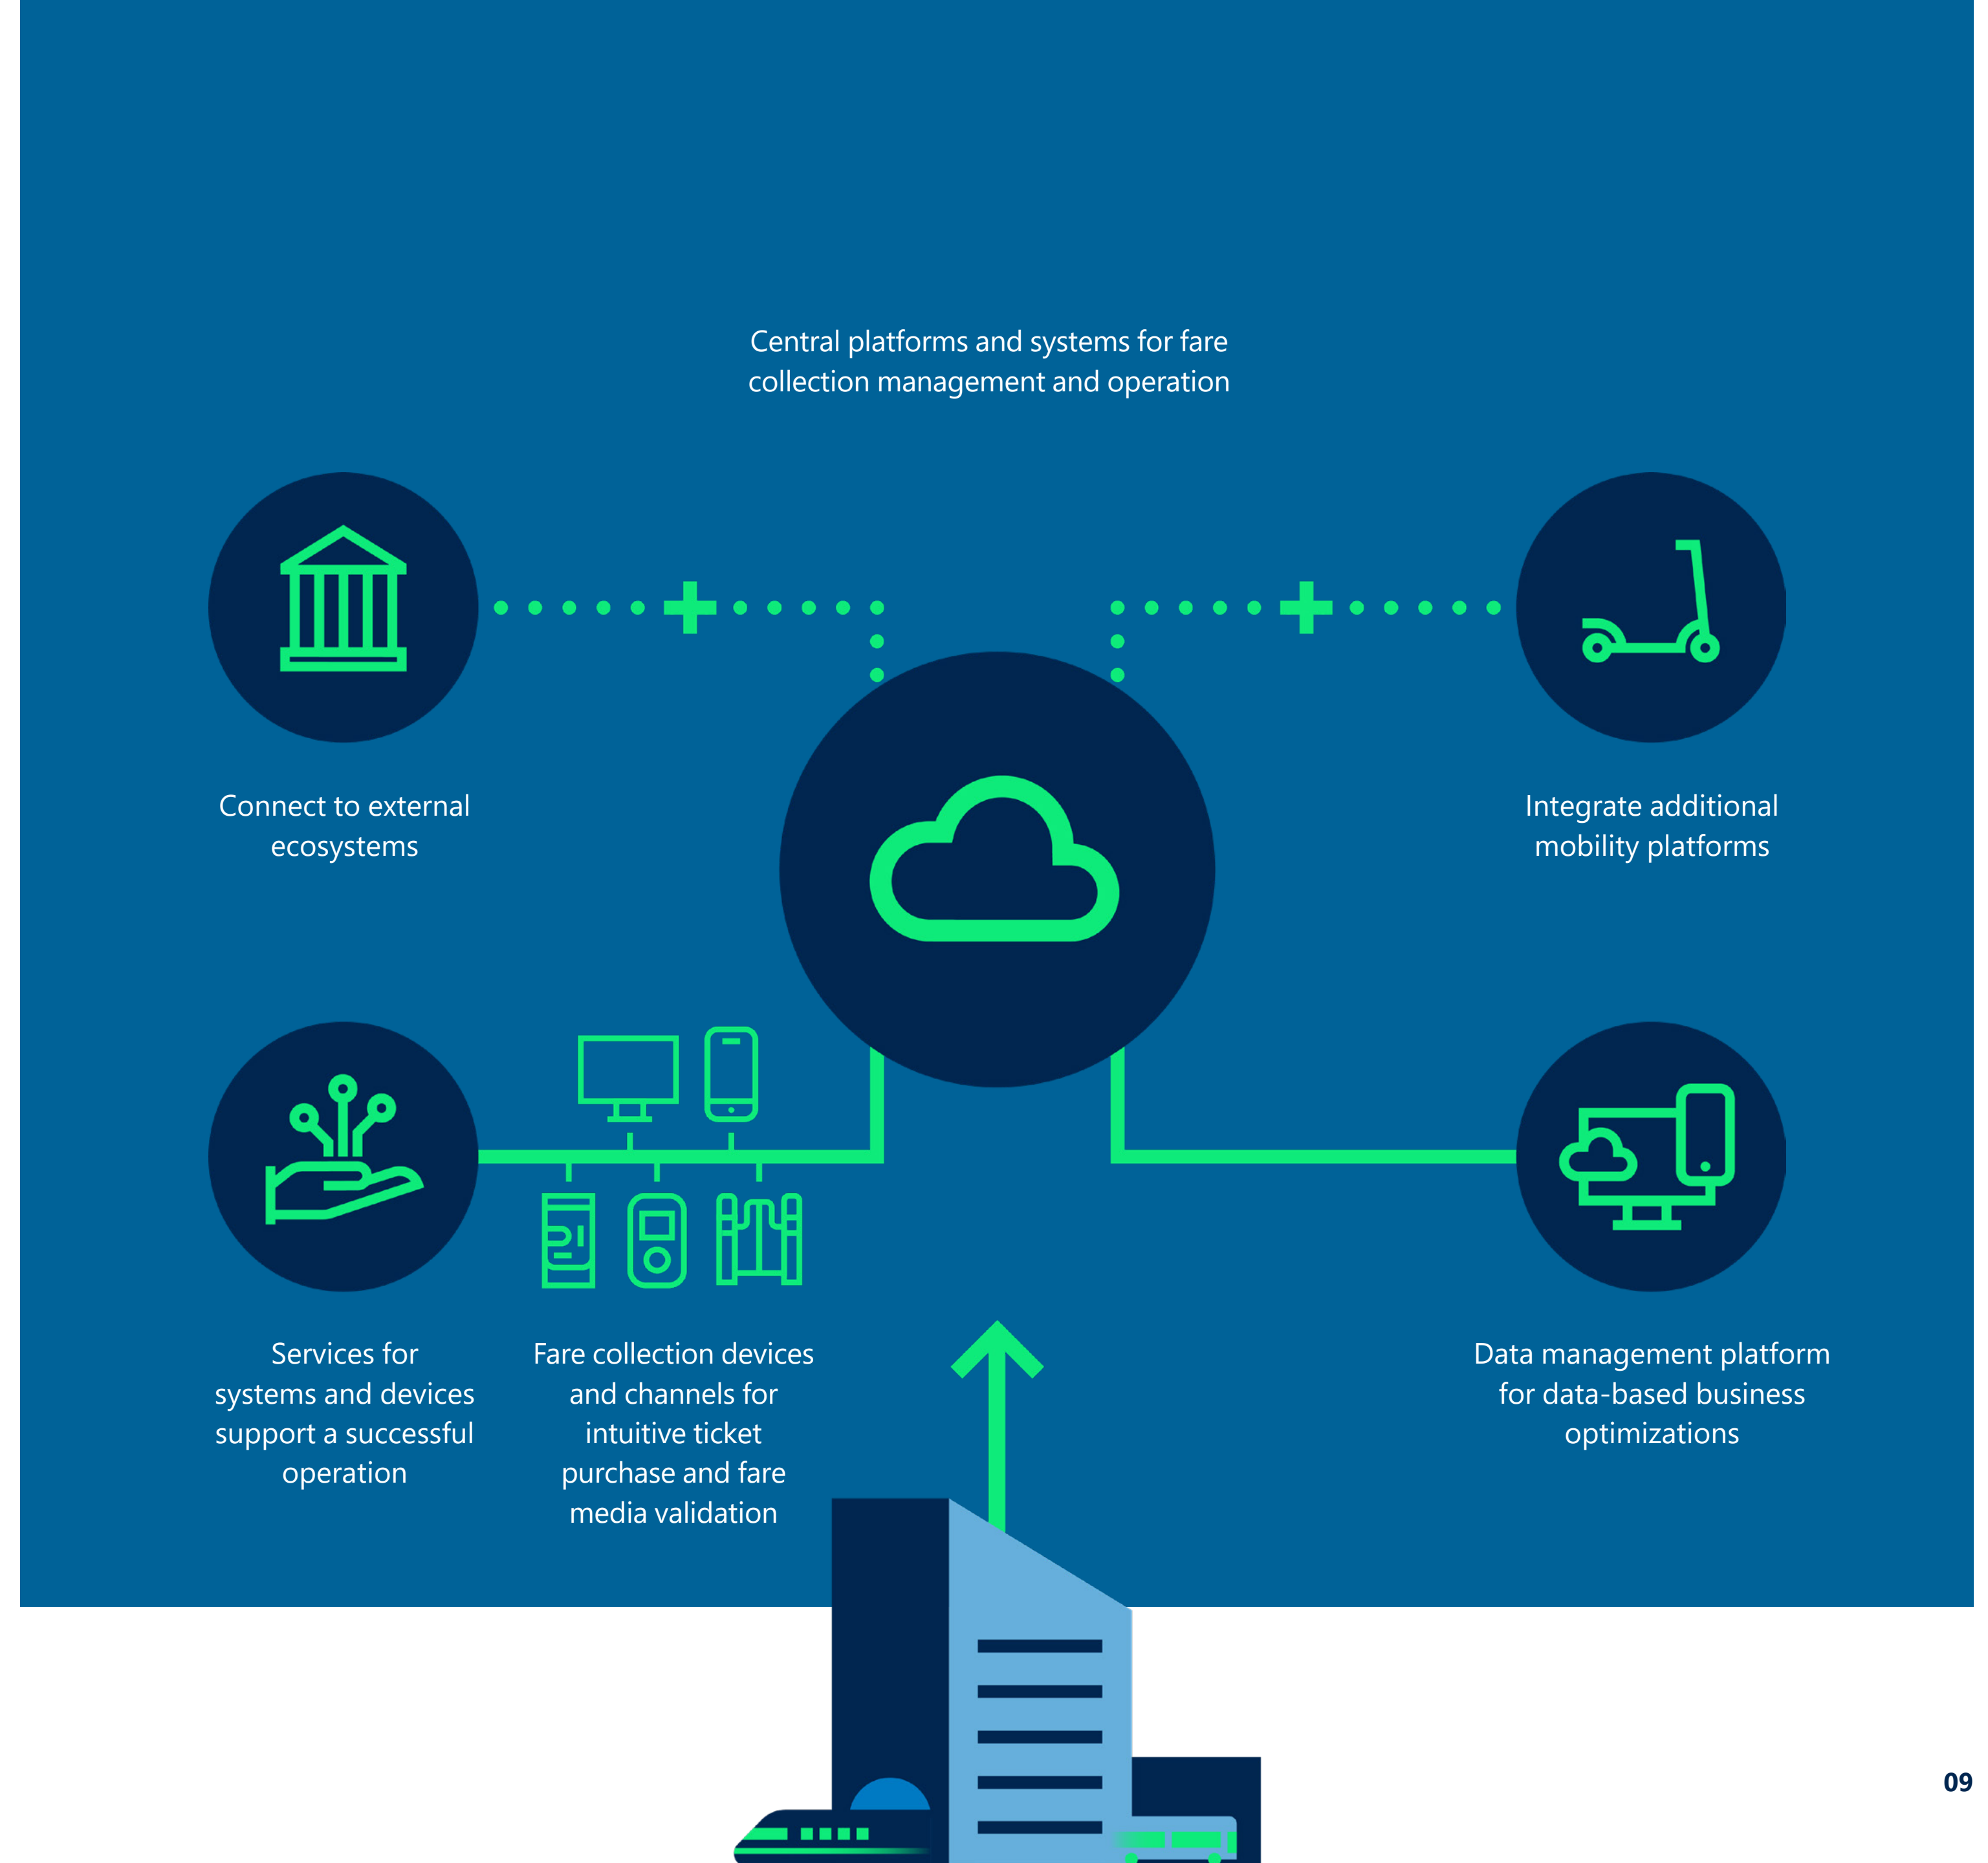 Central platforms and systems for fare
collection management and operation
Connect to external
ecosystems
Integrate additional
mobility platforms
Services for
systems and devices
support a successful
operation
Fare collection devices
and channels for
intuitive ticket
purchase and fare
media validation
Data management platform
for data-based business
optimizations
09